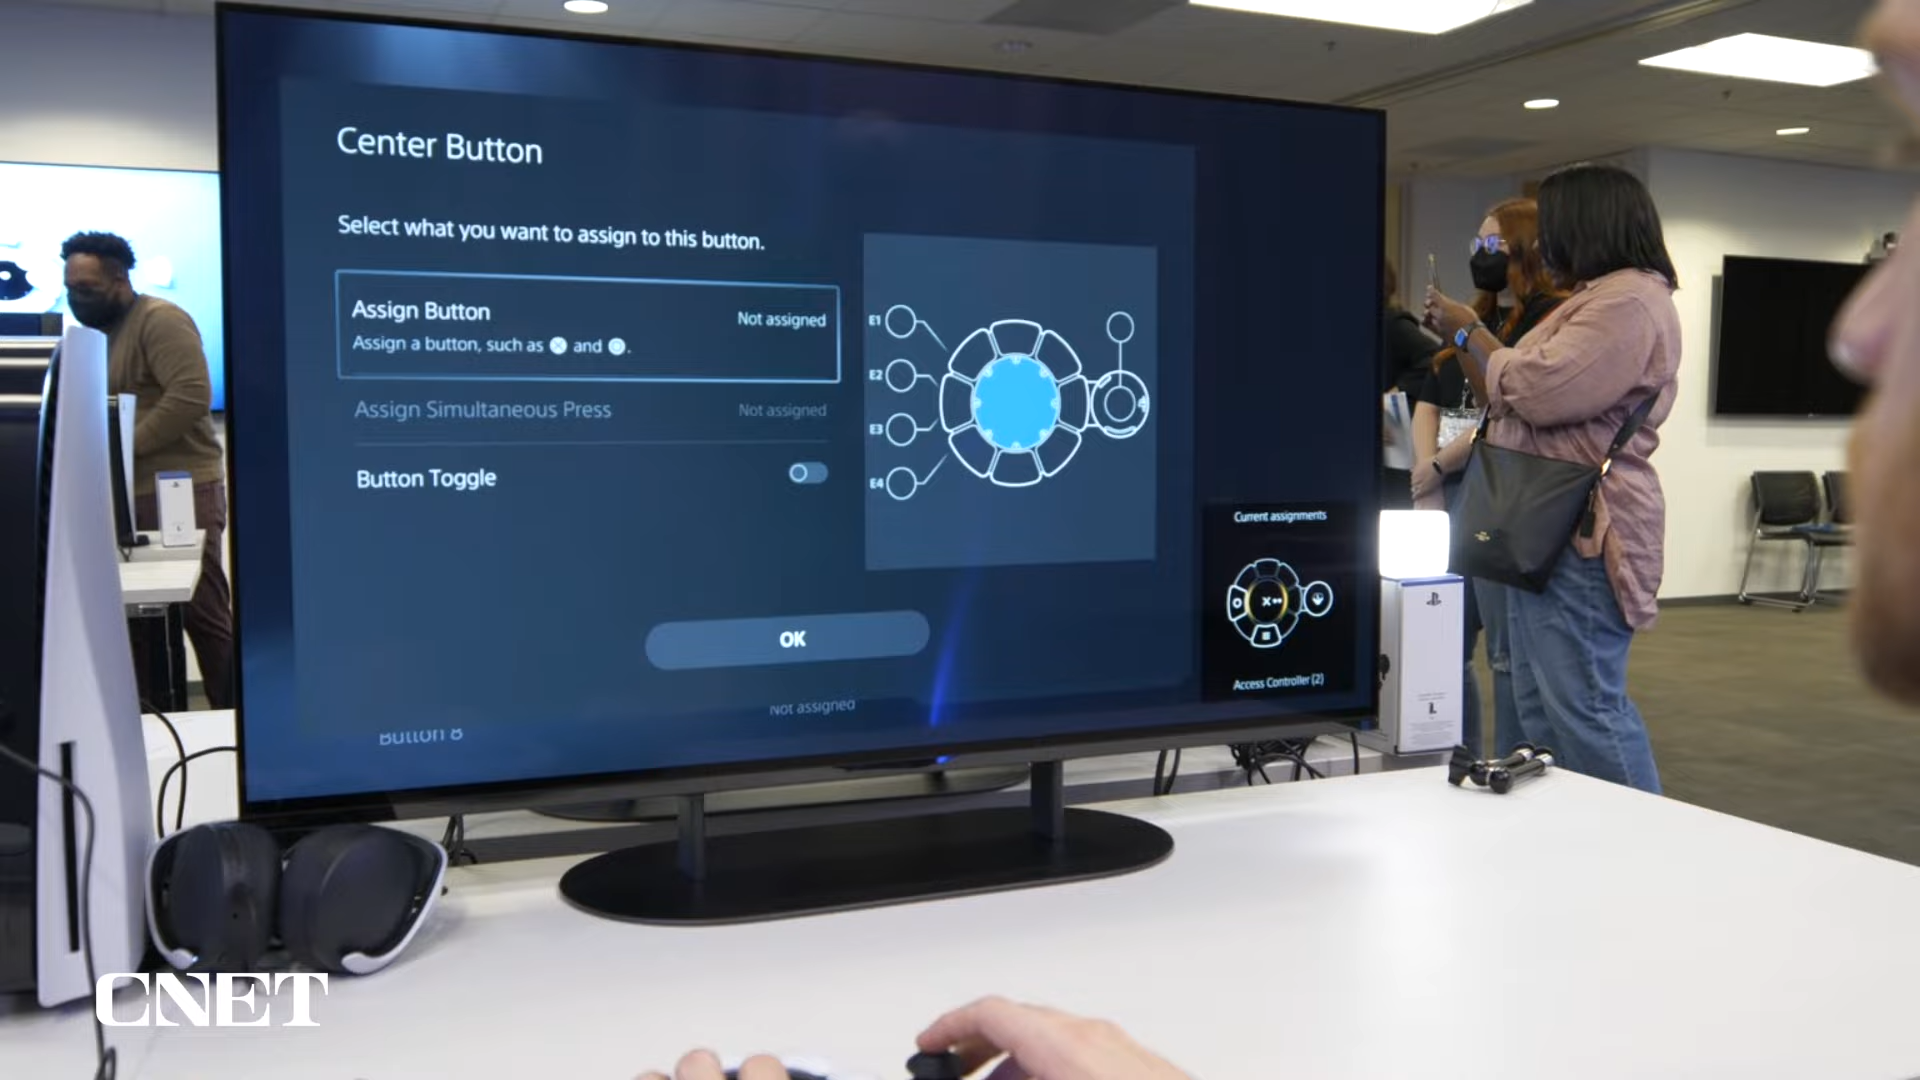 Center Button
Select what you want to assign to this button.
Assign Button
Not assigned
Assign a button, such as ⊗ and ◎.
Assign Simultaneous Press
Not assigned
Button Toggle
E1
E2
E3
E4
OK
Not assigned
Button 8
Current assignments
Access Controller (2)
CNET